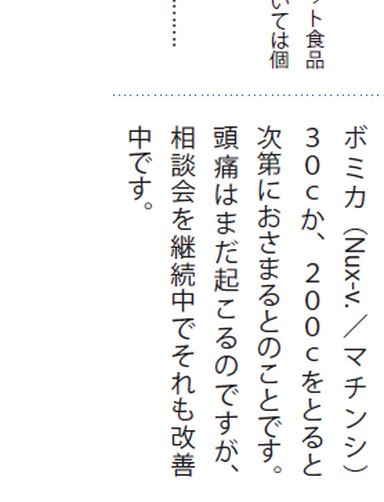 ット食品
いては個
………
ボミカ（Nux-v.／マチンシ）
３０ｃか、２００ｃをとると
次第におさまるとのことです。
頭痛はまだ起こるのですが、
相談会を継続中でそれも改善
中です。